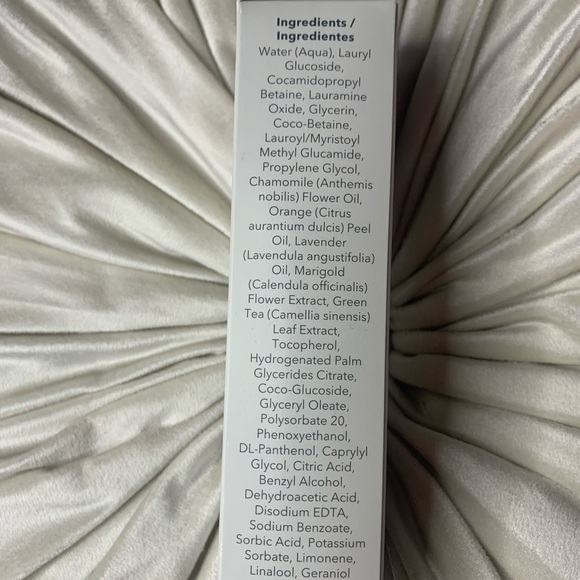 Ingredients /
Ingredientes
Water (Aqua), Lauryl
Glucoside,
Cocamidopropyl
Betaine, Lauramine
Oxide, Glycerin,
Coco-Betaine,
Lauroyl/Myristoyl
Methyl Glucamide,
Propylene Glycol,
Chamomile (Anthemis
nobilis) Flower Oil,
Orange (Citrus
aurantium dulcis) Peel
Oil, Lavender
(Lavendula angustifolia)
Oil, Marigold
(Calendula officinalis)
Flower Extract, Green
Tea (Camellia sinensis)
Leaf Extract,
Tocopherol,
Hydrogenated Palm
Glycerides Citrate,
Coco-Glucoside,
Glyceryl Oleate,
Polysorbate 20,
Phenoxyethanol,
DL-Panthenol, Caprylyl
Glycol, Citric Acid,
Benzyl Alcohol,
Dehydroacetic Acid,
Disodium EDTA,
Sodium Benzoate,
Sorbic Acid, Potassium
Sorbate, Limonene,
Linalool, Geraniol